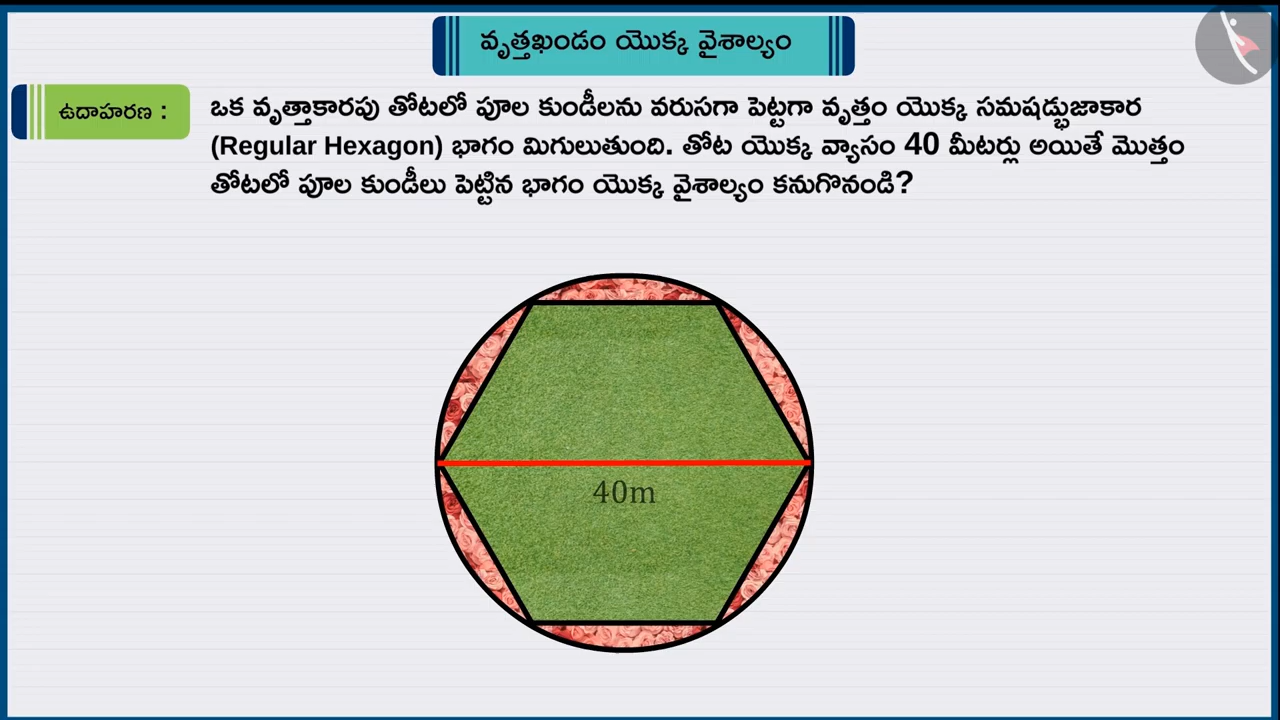 వృత్తఖండం యొక్క వైశాల్యం
ఉదాహరణ :
ఒక వృత్తాకారపు తోటలో పూల కుండీలను వరుసగా పెట్టగా వృత్తం యొక్క సమషడ్భుజాకార
(Regular Hexagon) భాగం మిగులుతుంది. తోట యొక్క వ్యాసం 40 మీటర్లు అయితే మొత్తం
తోటలో పూల కుండీలు పెట్టిన భాగం యొక్క వైశాల్యం కనుగొనండి?
40m